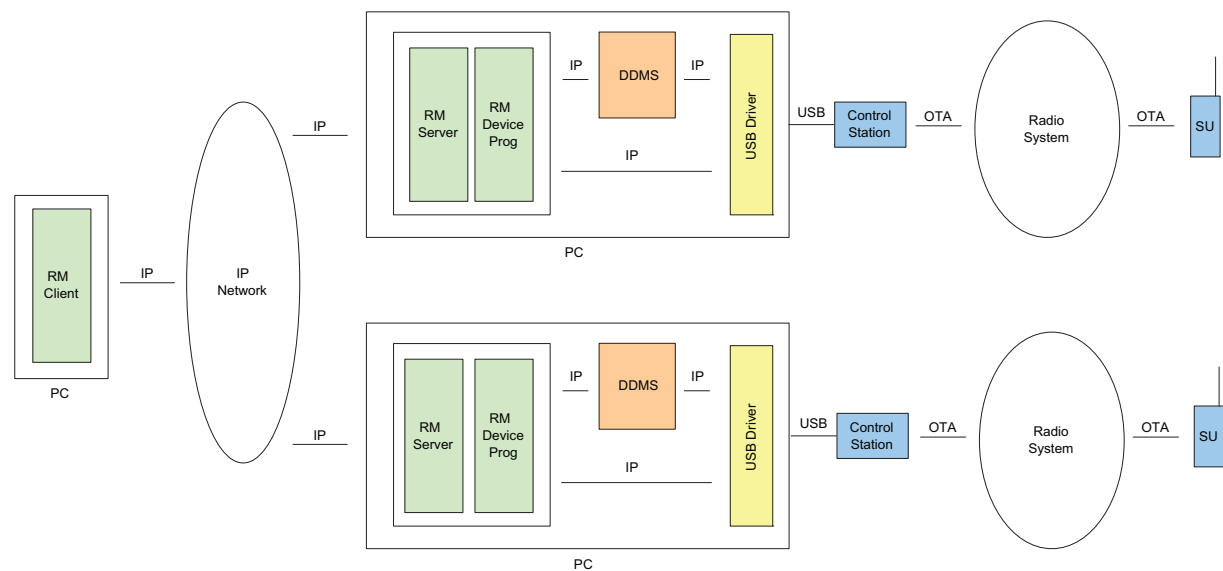 IP
IP
DDMS
RM
Server
RM
Device
Prog
USB Driver
USB
Control
Station
OTA
Radio
System
OTA
SU
IP
IP
PC
RM
Client
IP
IP
Network
PC
IP
IP
DDMS
RM
Server
RM
Device
Prog
USB Driver
USB
Control
Station
OTA
Radio
System
OTA
SU
IP
IP
PC